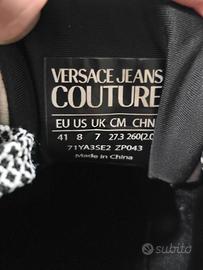 VERSACE JEANS
COUTURE
EU US UK CM CHN
41 8 7 27.3 260(2.0)
71YA3SE2 ZP043
Made in China
subito